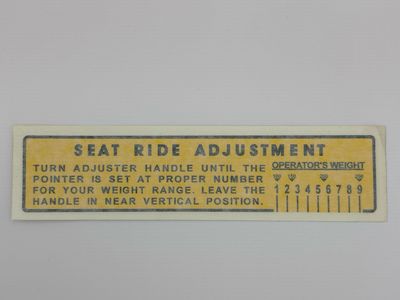 SEAT RIDE ADJUSTMENT
TURN ADJUSTER HANDLE UNTIL THE
POINTER IS SET AT PROPER NUMBER
FOR YOUR WEIGHT RANGE. LEAVE THE
HANDLE IN NEAR VERTICAL POSITION.
OPERATOR'S WEIGHT
1 2 3 4 5 6 7 8 9